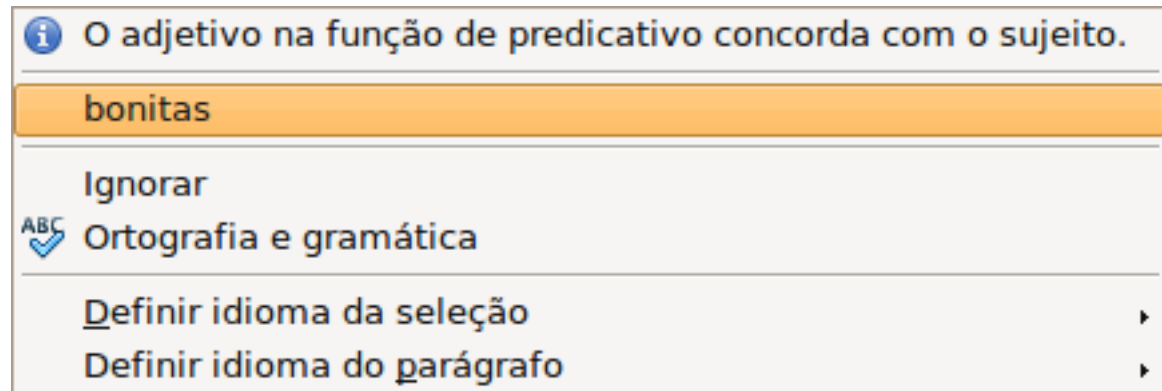 O adjetivo na função de predicativo concorda com o sujeito.
bonitas
Ignorar
ABC
Ortografia e gramática
Definir idioma da seleção
Definir idioma do parágrafo